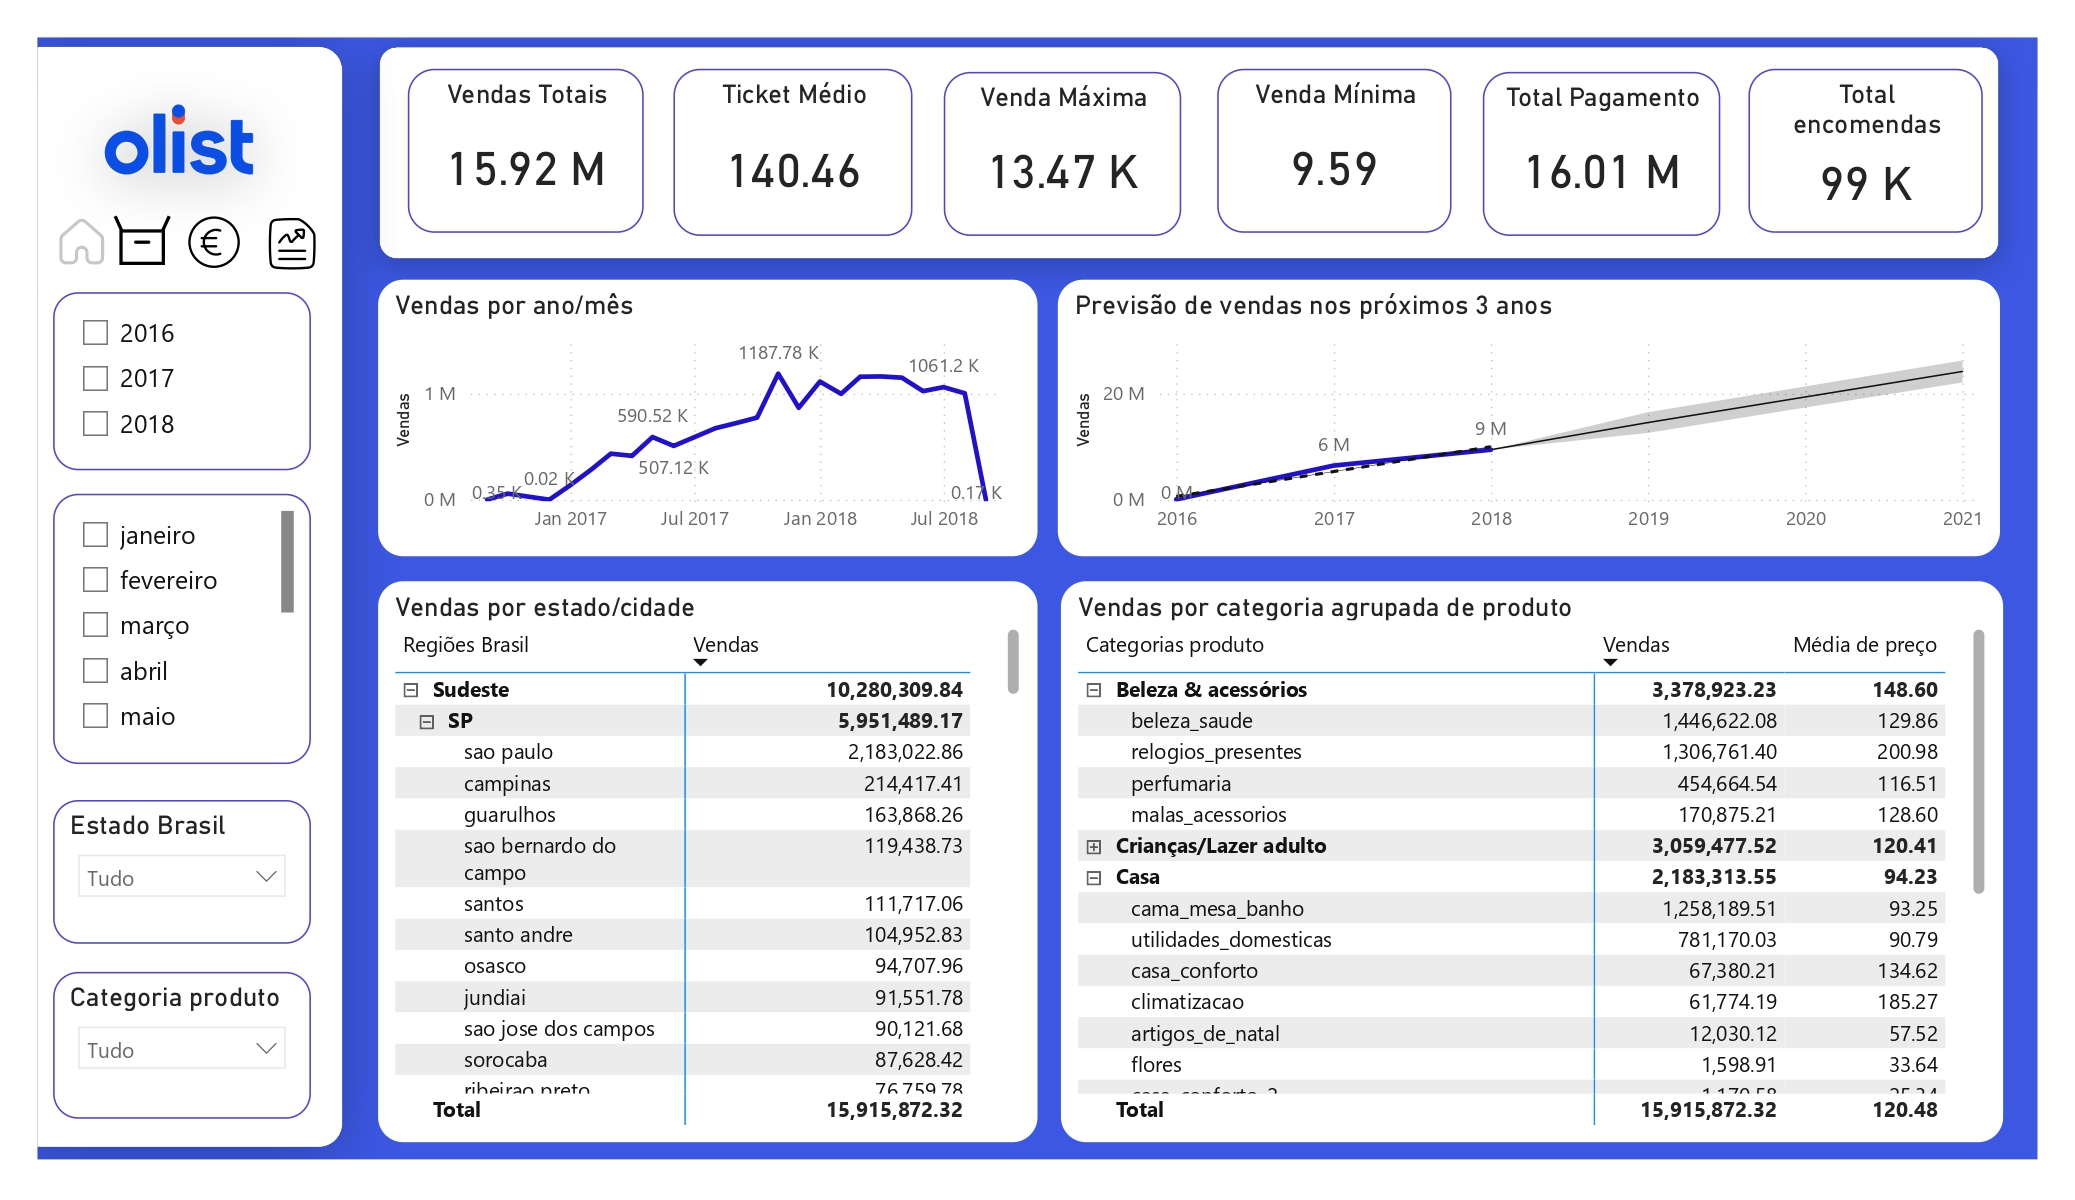 olist
2016
2017
2018
janeiro
fevereiro
março
abril
maio
Estado Brasil
Tudo
Categoria produto
Tudo
Vendas Totais
15.92 M
Ticket Médio
140.46
Venda Máxima
13.47 K
Venda Mínima
9.59
Total Pagamento
16.01 M
Total
encomendas
99 K
Vendas por ano/mês
Vendas
1 M
0 M
0.35 K
0.02 K
590.52 K
507.12 K
1187.78 K
1061.2 K
0.17 K
Jan 2017
Jul 2017
Jan 2018
Jul 2018
Previsão de vendas nos próximos 3 anos
Vendas
20 M
0 M
0 M
6 M
9 M
2016
2017
2018
2019
2020
2021
Vendas por estado/cidade
Regiões Brasil Vendas
Sudeste 10,280,309.84
SP 5,951,489.17
sao paulo 2,183,022.86
campinas 214,417.41
guarulhos 163,868.26
sao bernardo do 119,438.73
campo
santos 111,717.06
santo andre 104,952.83
osasco 94,707.96
jundiai 91,551.78
sao jose dos campos 90,121.68
sorocaba 87,628.42
ribeirao preto 76,759.78
Total 15,915,872.32
Vendas por categoria agrupada de produto
Categorias produto Vendas Média de preço
Beleza & acessórios 3,378,923.23 148.60
beleza_saude 1,446,622.08 129.86
relogios_presentes 1,306,761.40 200.98
perfumaria 454,664.54 116.51
malas_acessorios 170,875.21 128.60
Crianças/Lazer adulto 3,059,477.52 120.41
Casa 2,183,313.55 94.23
cama_mesa_banho 1,258,189.51 93.25
utilidades_domesticas 781,170.03 90.79
casa_conforto 67,380.21 134.62
climatizacao 61,774.19 185.27
artigos_de_natal 12,030.12 57.52
flores 1,598.91 33.64
Total 15,915,872.32 120.48